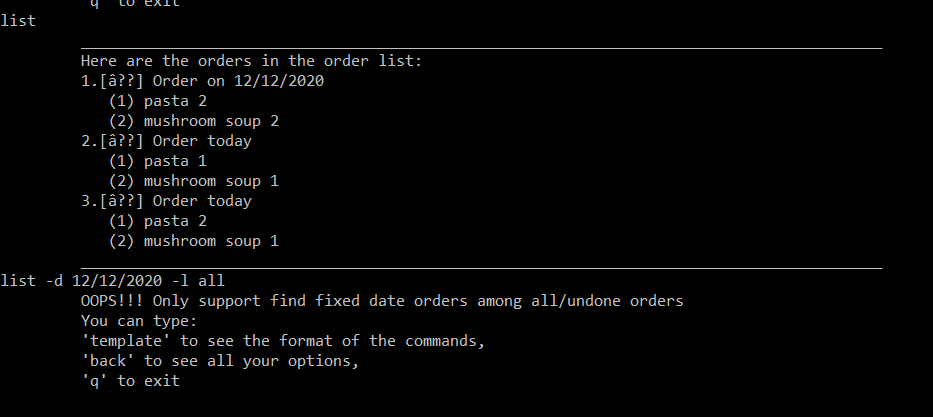 'q' to exit
list
Here are the orders in the order list:
1.[â??] Order on 12/12/2020
(1) pasta 2
(2) mushroom soup 2
2.[â??] Order today
(1) pasta 1
(2) mushroom soup 1
3.[â??] Order today
(1) pasta 2
(2) mushroom soup 1
list -d 12/12/2020 -l all
OOPS!!! Only support find fixed date orders among all/undone orders
You can type:
'template' to see the format of the commands,
'back' to see all your options,
'q' to exit